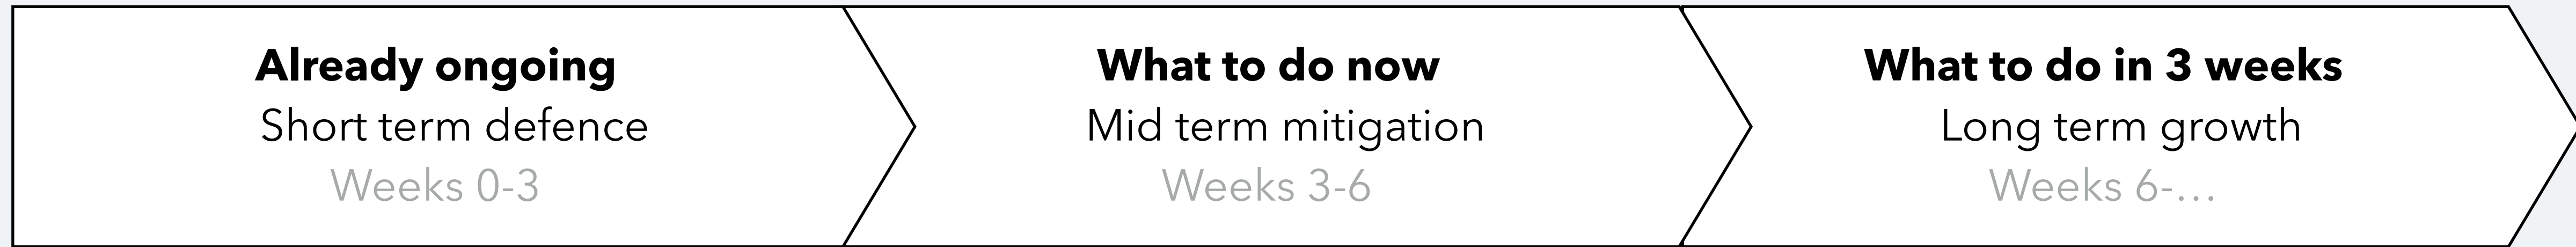 Already ongoing
Short term defence
Weeks 0-3
What to do now
Mid term mitigation
Weeks 3-6
What to do in 3 weeks
Long term growth
Weeks 6-…